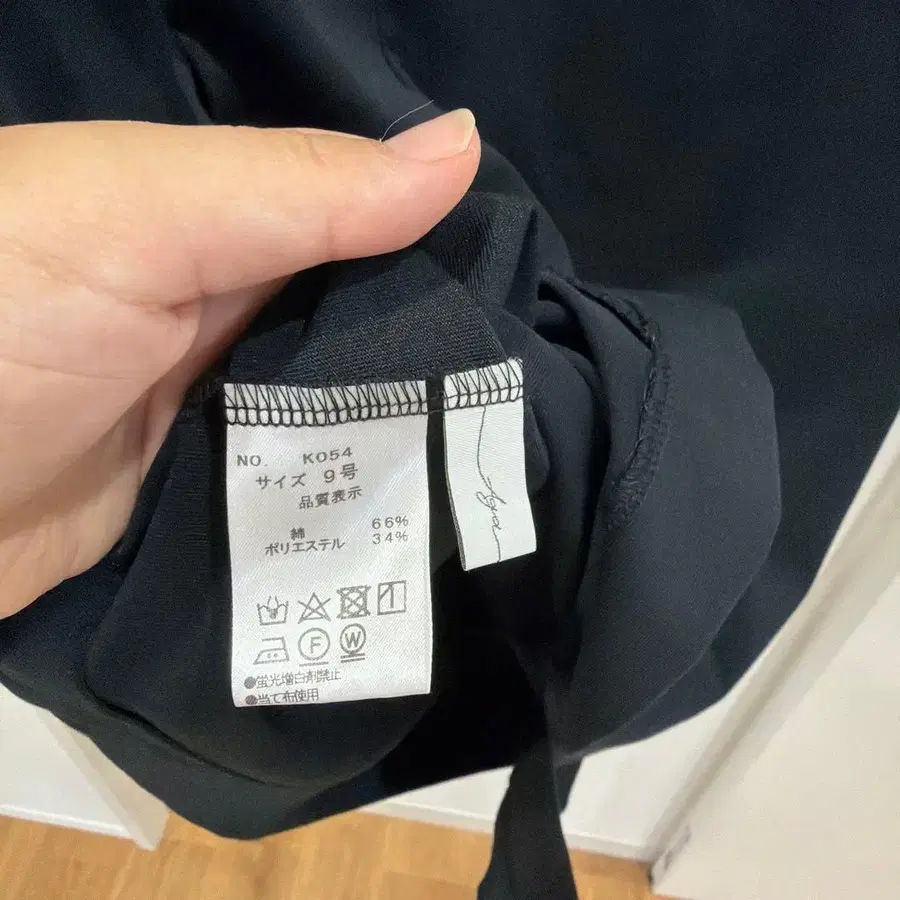 NO. K054
サイズ 9号
品質表示
綿 66%
ポリエステル 34%
F W
●蛍光増白剤禁止
●当て布使用